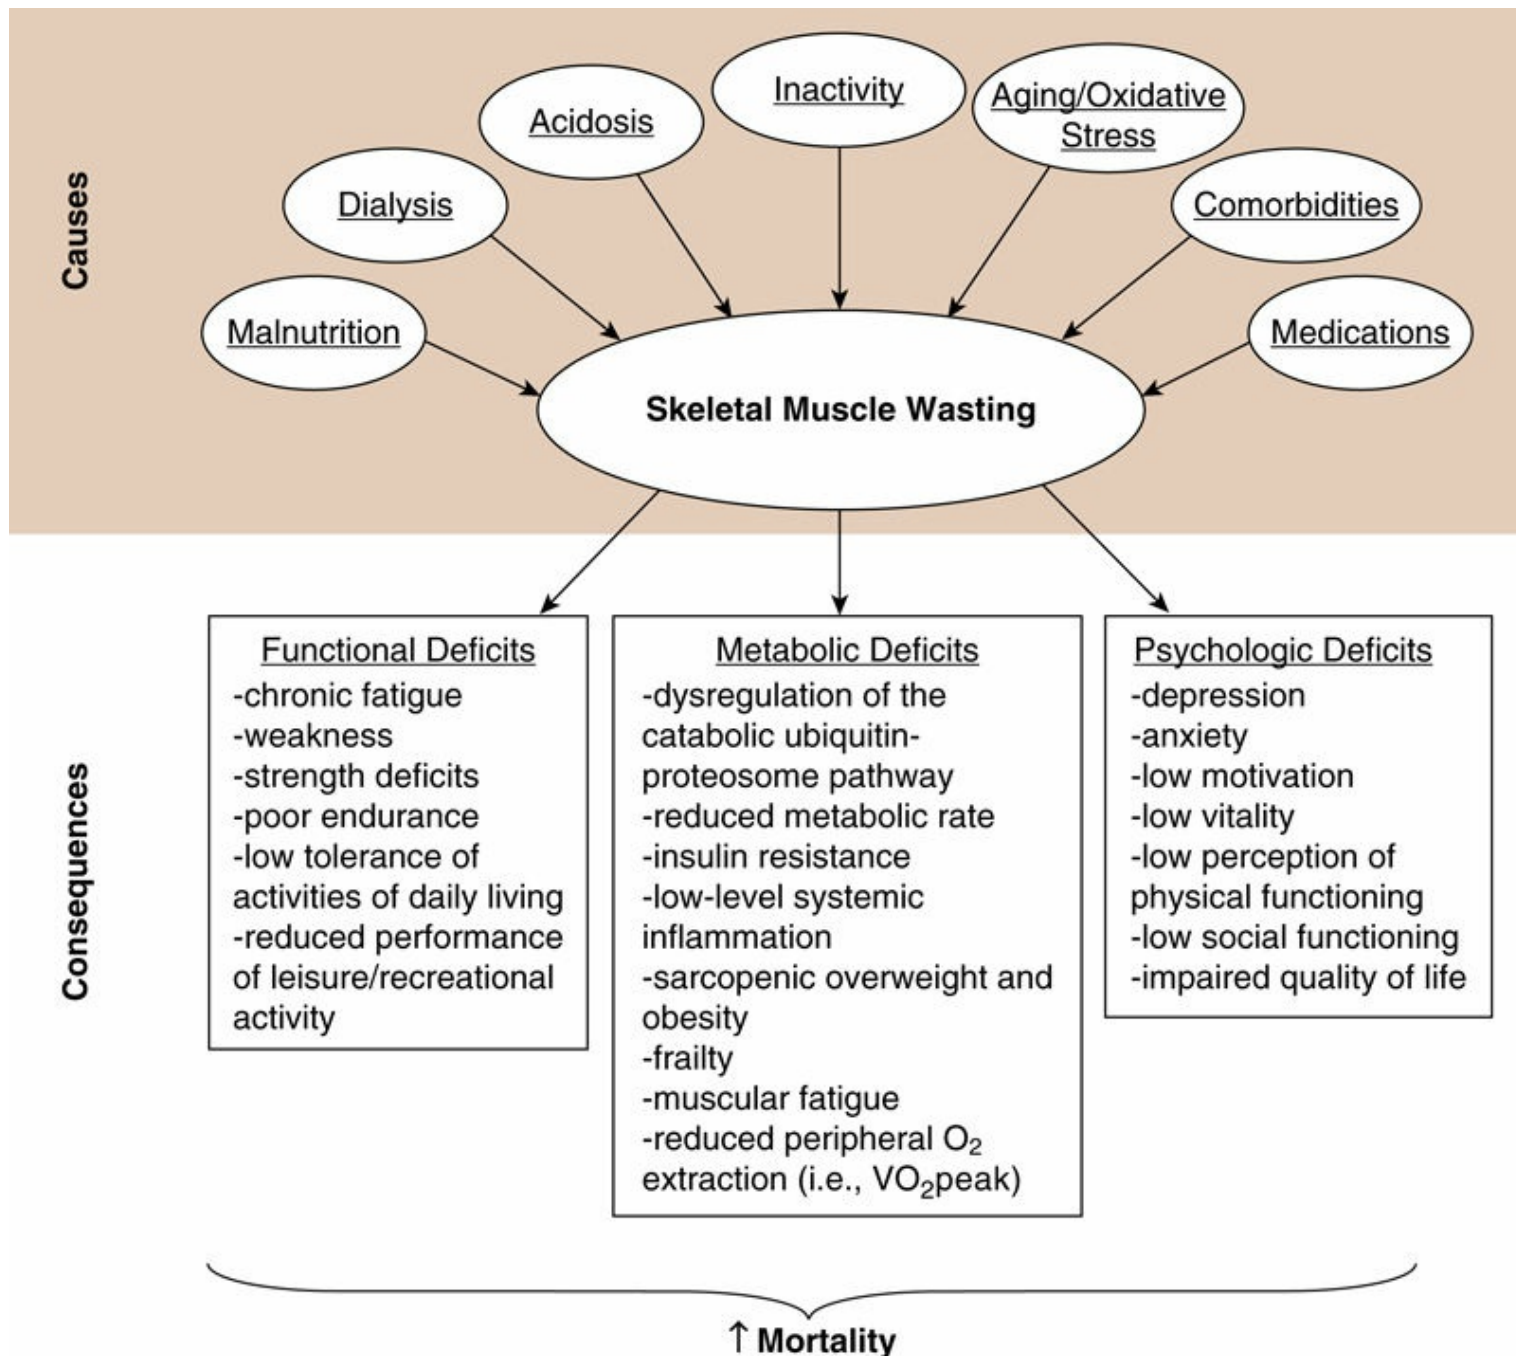 Causes
Inactivity
Acidosis
Aging/Oxidative
Stress
Dialysis
Comorbidities
Malnutrition
Medications
Skeletal Muscle Wasting
Consequences
Functional Deficits
-chronic fatigue
-weakness
-strength deficits
-poor endurance
-low tolerance of
activities of daily living
-reduced performance
of leisure/recreational
activity
Metabolic Deficits
-dysregulation of the
catabolic ubiquitin-
proteosome pathway
-reduced metabolic rate
-insulin resistance
-low-level systemic
inflammation
-sarcopenic overweight and
obesity
-frailty
-muscular fatigue
-reduced peripheral O₂
extraction (i.e., VO₂peak)
Psychologic Deficits
-depression
-anxiety
-low motivation
-low vitality
-low perception of
physical functioning
-low social functioning
-impaired quality of life
↑ Mortality